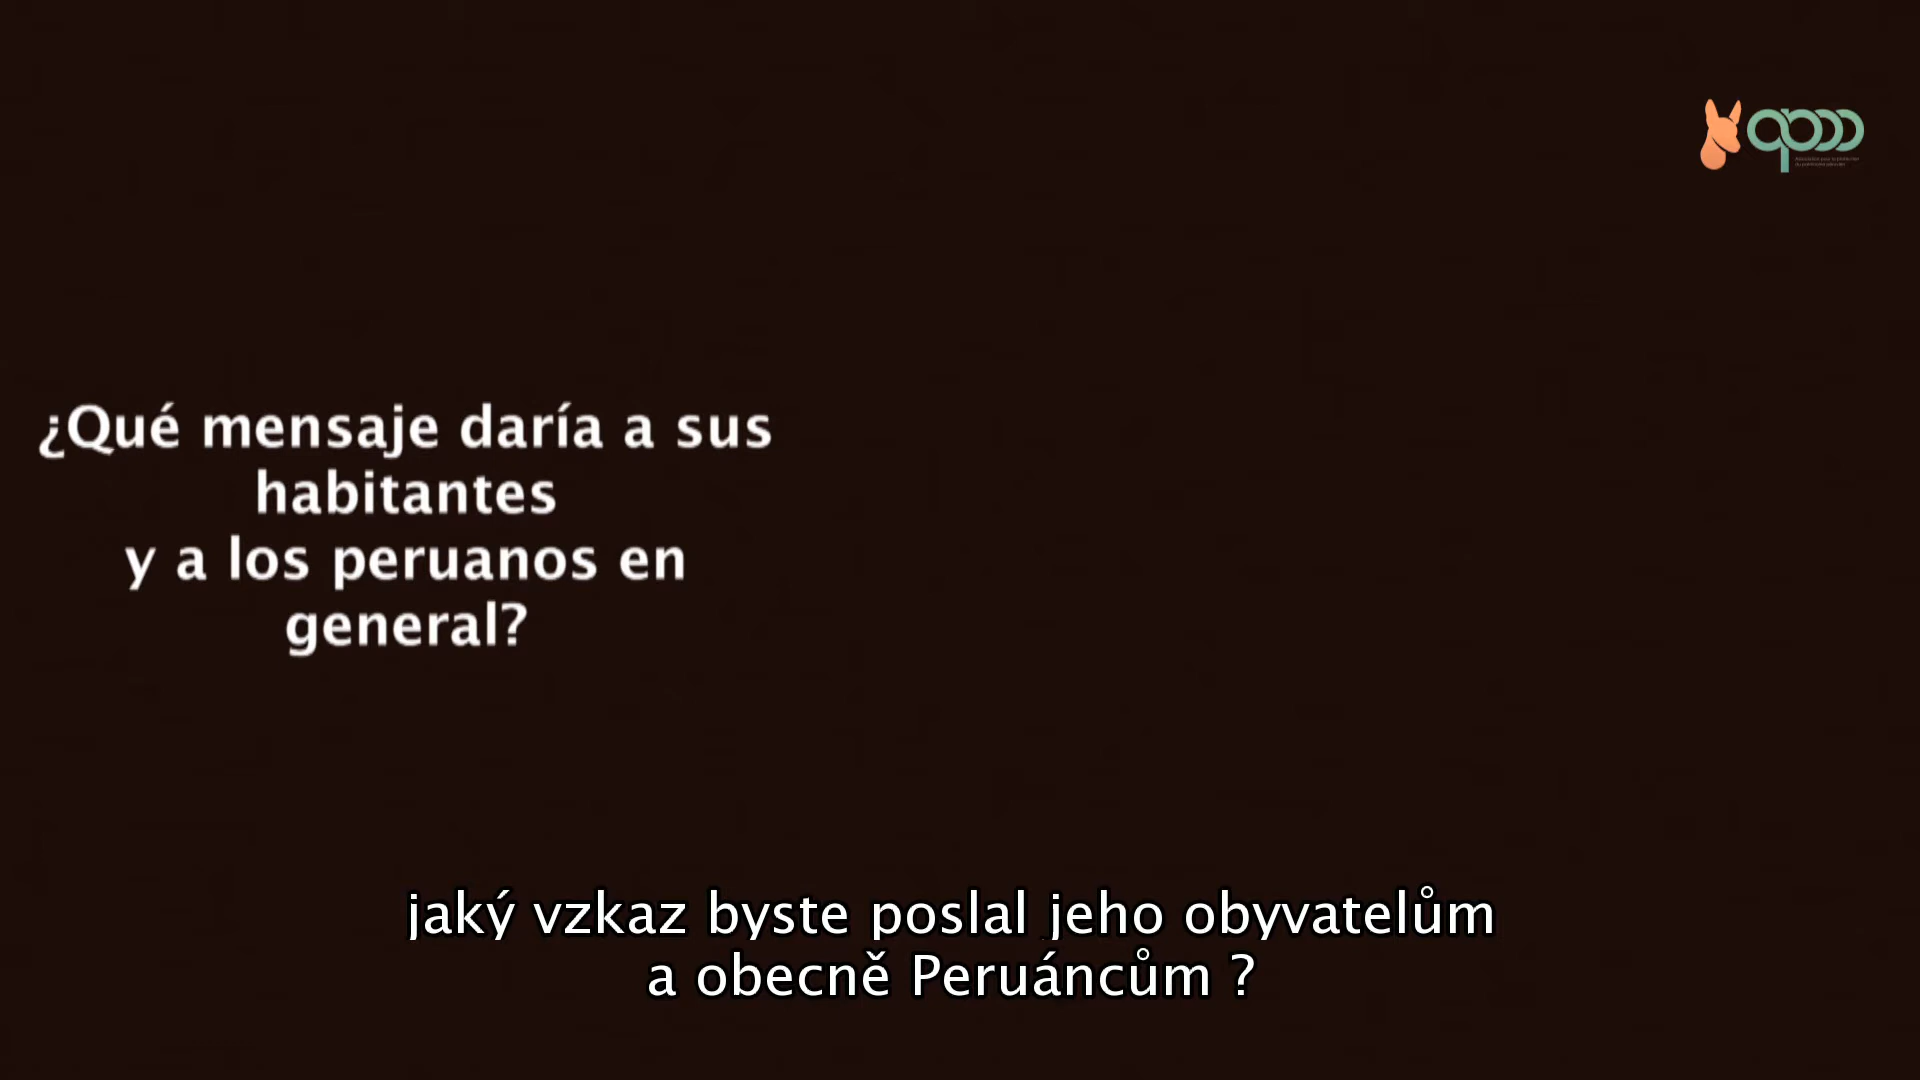 ¿Qué mensaje daría a sus
habitantes
y a los peruanos en
general?
jaký vzkaz byste poslal jeho obyvatelům
a obecně Peruáncům ?